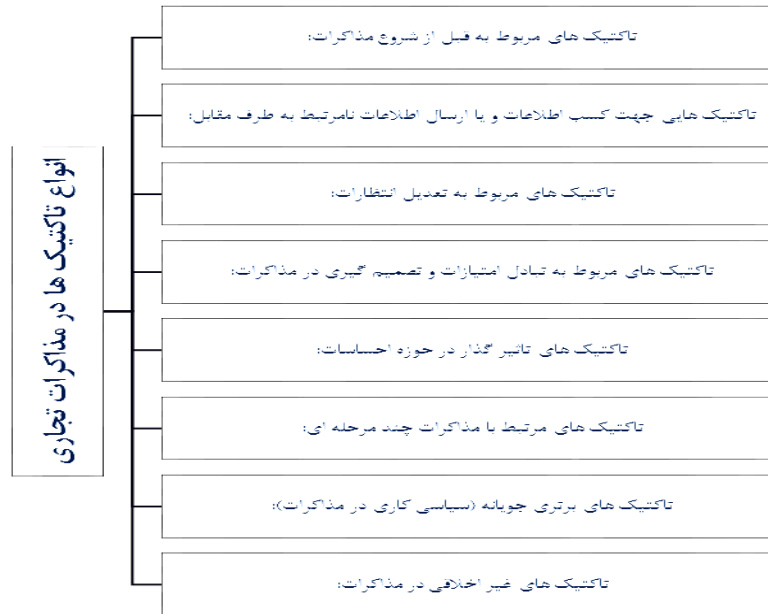 انواع تاکتیک ها در مذاکرات تجاری
تاکتیک های مربوط به قبل از شروع مذاکرات:
تاکتیک هایی جهت کسب اطلاعات و یا ارسال اطلاعات نامرتبط به طرف مقابل:
تاکتیک های مربوط به تعدیل انتظارات:
تاکتیک های مربوط به تبادل امتیازات و تصمیم گیری در مذاکرات:
تاکتیک های تاثیر گذار در حوزه احساسات:
تاکتیک های مرتبط با مذاکرات چند مرحله ای:
تاکتیک های برتری جویانه (سیاسی کاری در مذاکرات):
تاکتیک های غیر اخلاقی در مذاکرات: